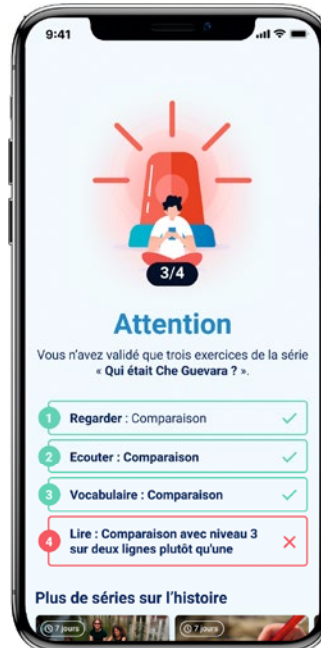 9:41
3/4
Attention
Vous n'avez validé que trois exercices de la série
« Qui était Che Guevara ? ».
1 Regarder : Comparaison
2 Ecouter : Comparaison
3 Vocabulaire : Comparaison
4 Lire : Comparaison avec niveau 3
sur deux lignes plutôt qu'une
Plus de séries sur l'histoire
7 jours 7 jours